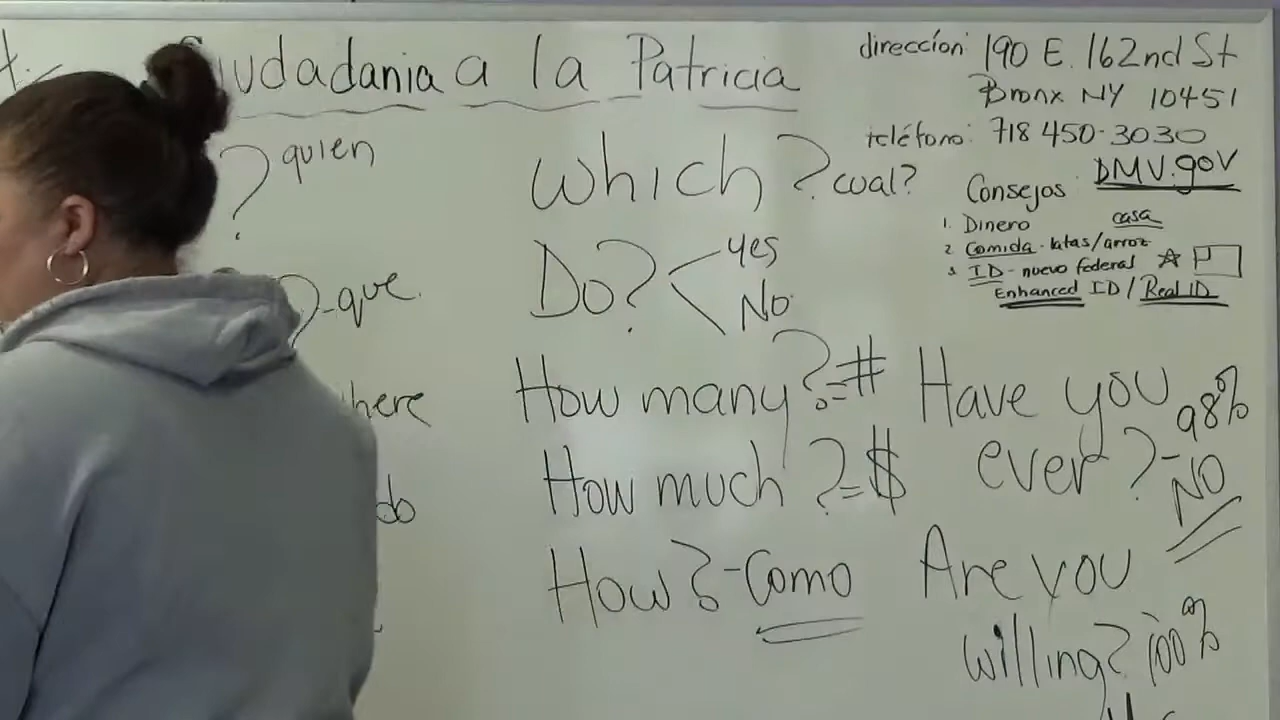 Ciudadania a la Patricia
dirección: 190 E. 162nd St
Bronx NY 10451
teléfono: 718 450-3030
? quien
?-que
here
do
Which? cual?
Do? yes
No
How many? = #
How much? = $
How?-Como
Consejos DMV.gov
1. Dinero casa
2. Comida-latas/arroz
3. ID-nuevo federal
Enhanced ID / Real ID
Have you
ever? - 98%
NO
Are you
willing? 100%